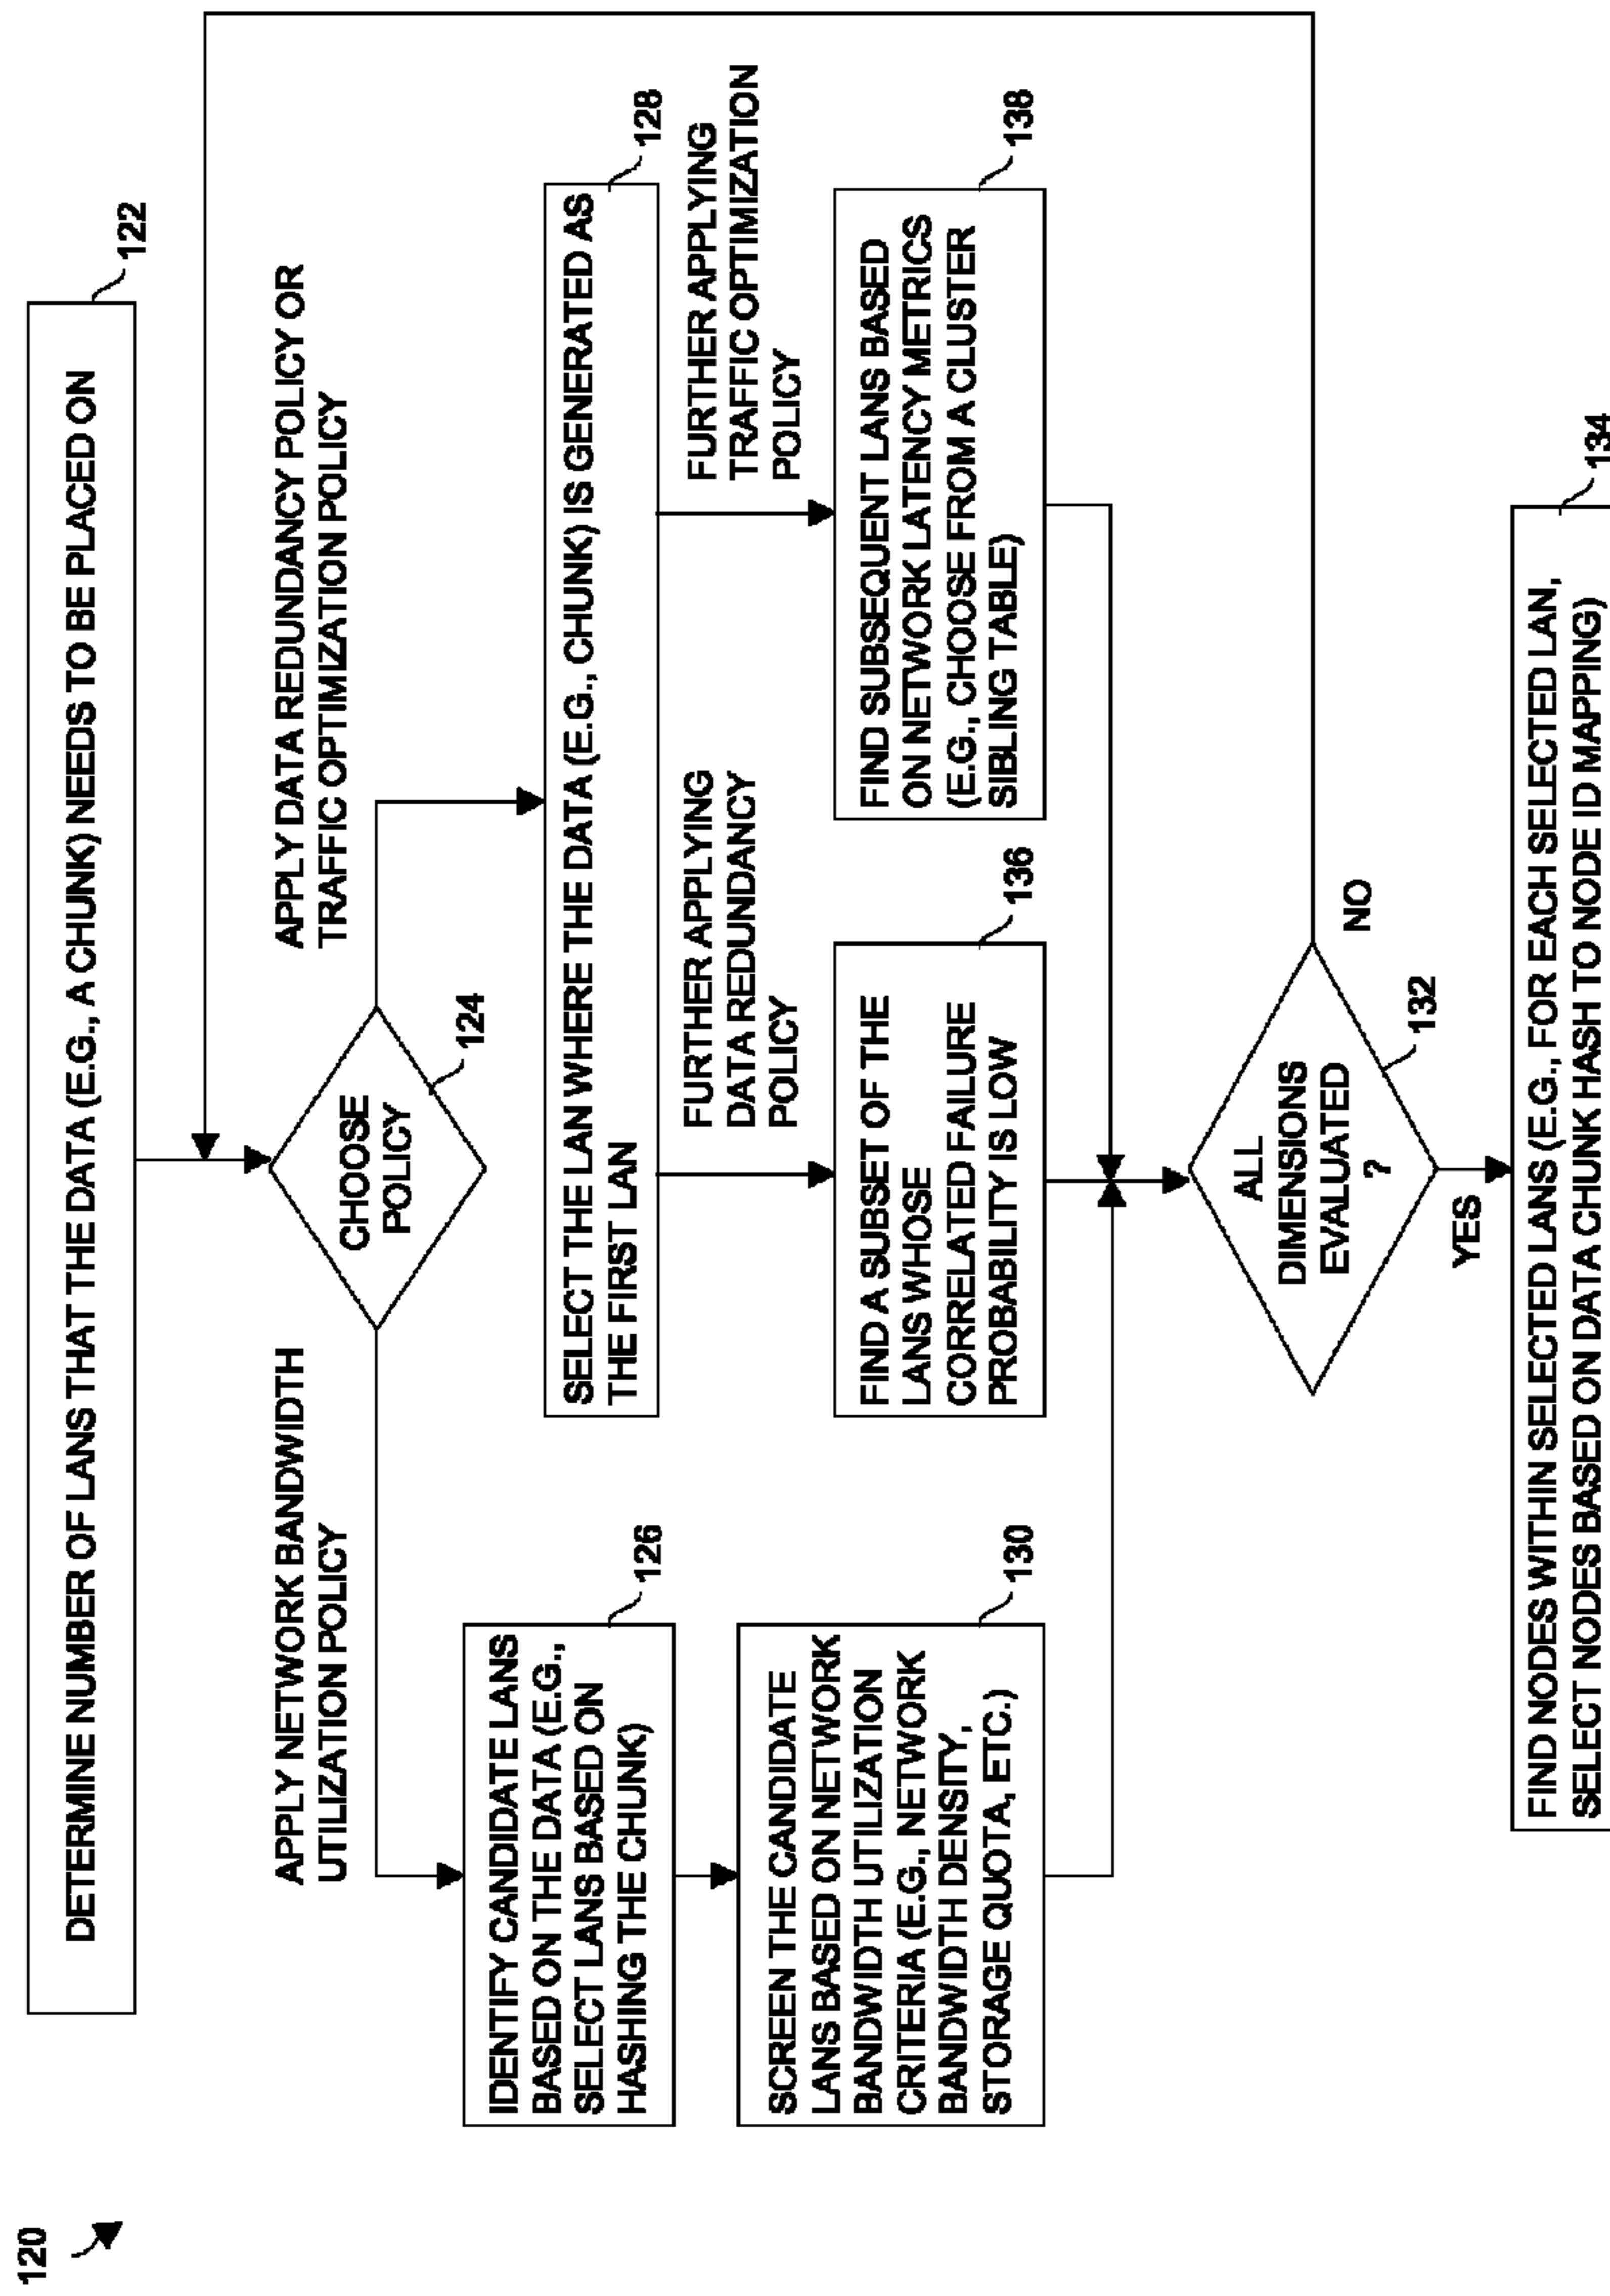 120
DETERMINE NUMBER OF LANS THAT THE DATA (E.G., A CHUNK) NEEDS TO BE PLACED ON
122
APPLY NETWORK BANDWIDTH
UTILIZATION POLICY
CHOOSE
POLICY
124
APPLY DATA REDUNDANCY POLICY OR
TRAFFIC OPTIMIZATION POLICY
IDENTIFY CANDIDATE LANS
BASED ON THE DATA (E.G.,
SELECT LANS BASED ON
HASHING THE CHUNK)
126
SELECT THE LAN WHERE THE DATA (E.G., CHUNK) IS GENERATED AS
THE FIRST LAN
128
FURTHER APPLYING
DATA REDUNDANCY
POLICY
FURTHER APPLYING
TRAFFIC OPTIMIZATION
POLICY
SCREEN THE CANDIDATE
LANS BASED ON NETWORK
BANDWIDTH UTILIZATION
CRITERIA (E.G., NETWORK
BANDWIDTH DENSITY,
STORAGE QUOTA, ETC.)
130
FIND A SUBSET OF THE
LANS WHOSE
CORRELATED FAILURE
PROBABILITY IS LOW
136
FIND SUBSEQUENT LANS BASED
ON NETWORK LATENCY METRICS
(E.G., CHOOSE FROM A CLUSTER
SIBLING TABLE)
138
ALL
DIMENSIONS
EVALUATED
?
132
NO
YES
FIND NODES WITHIN SELECTED LANS (E.G., FOR EACH SELECTED LAN,
SELECT NODES BASED ON DATA CHUNK HASH TO NODE ID MAPPING)
134